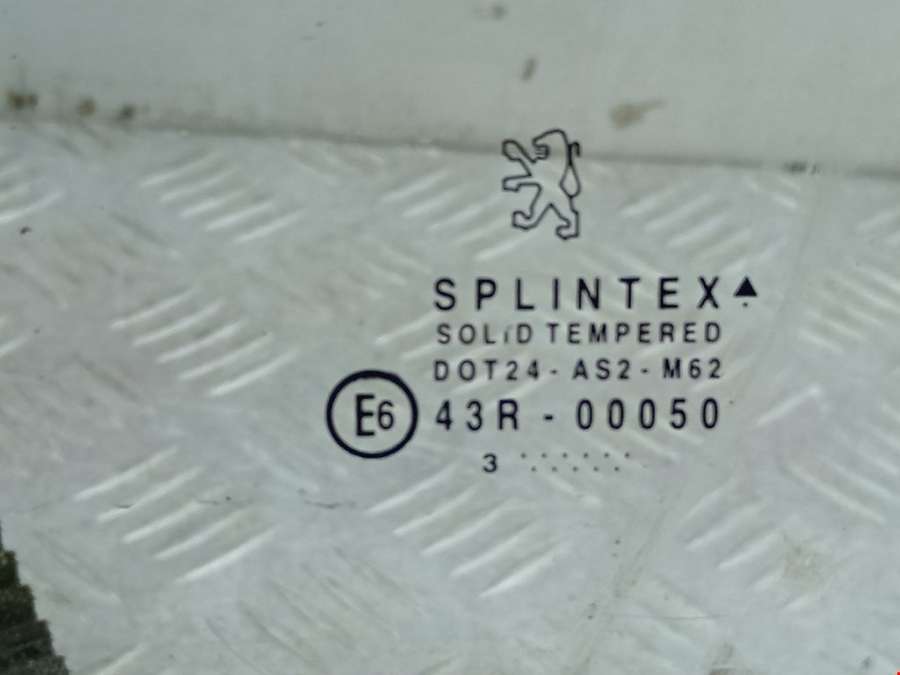 SPLINTEX
SOLID TEMPERED
DOT24 - AS2 - M62
E6 43R - 00050
3